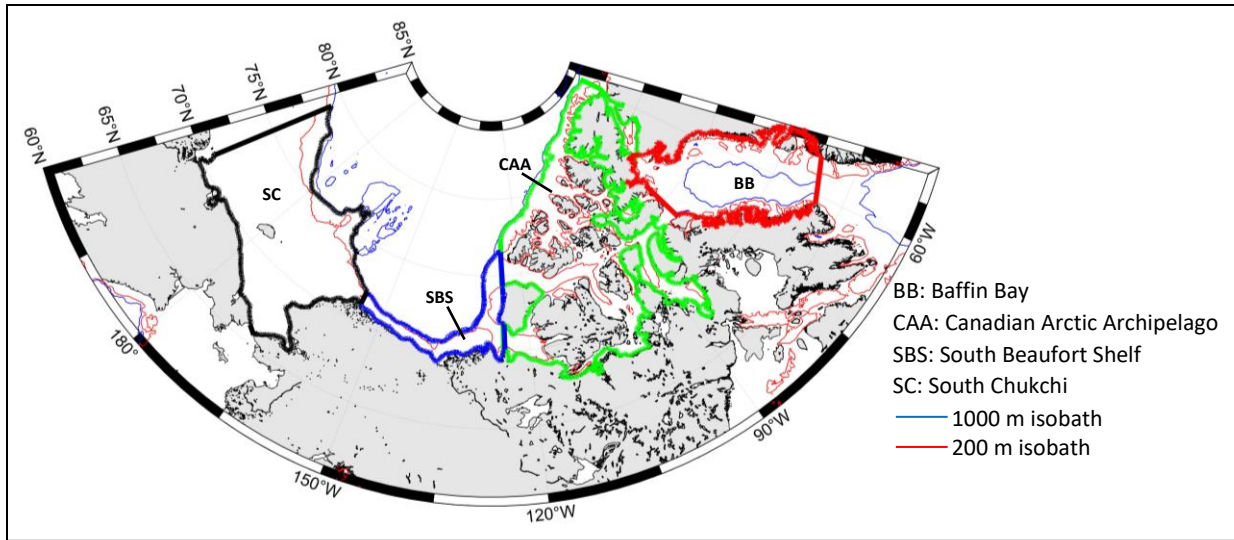 85°N
80°N
75°N
70°N
65°N
60°N
CAA
SC
BB
SBS
60°W
180°
90°W
150°W
120°W
BB: Baffin Bay
CAA: Canadian Arctic Archipelago
SBS: South Beaufort Shelf
SC: South Chukchi
1000 m isobath
200 m isobath